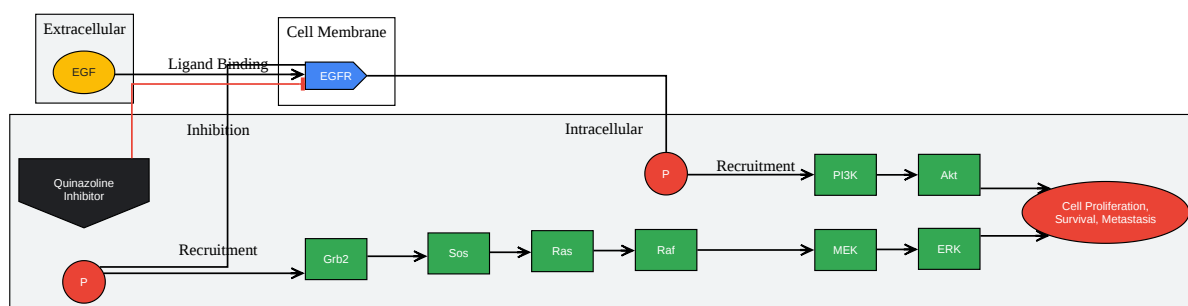 Extracellular
Cell Membrane
EGF
Ligand Binding
EGFR
Inhibition
Intracellular
Quinazoline
Inhibitor
P
Recruitment
PI3K
Akt
Cell Proliferation,
Survival, Metastasis
Recruitment
P
Grb2
Sos
Ras
Raf
MEK
ERK